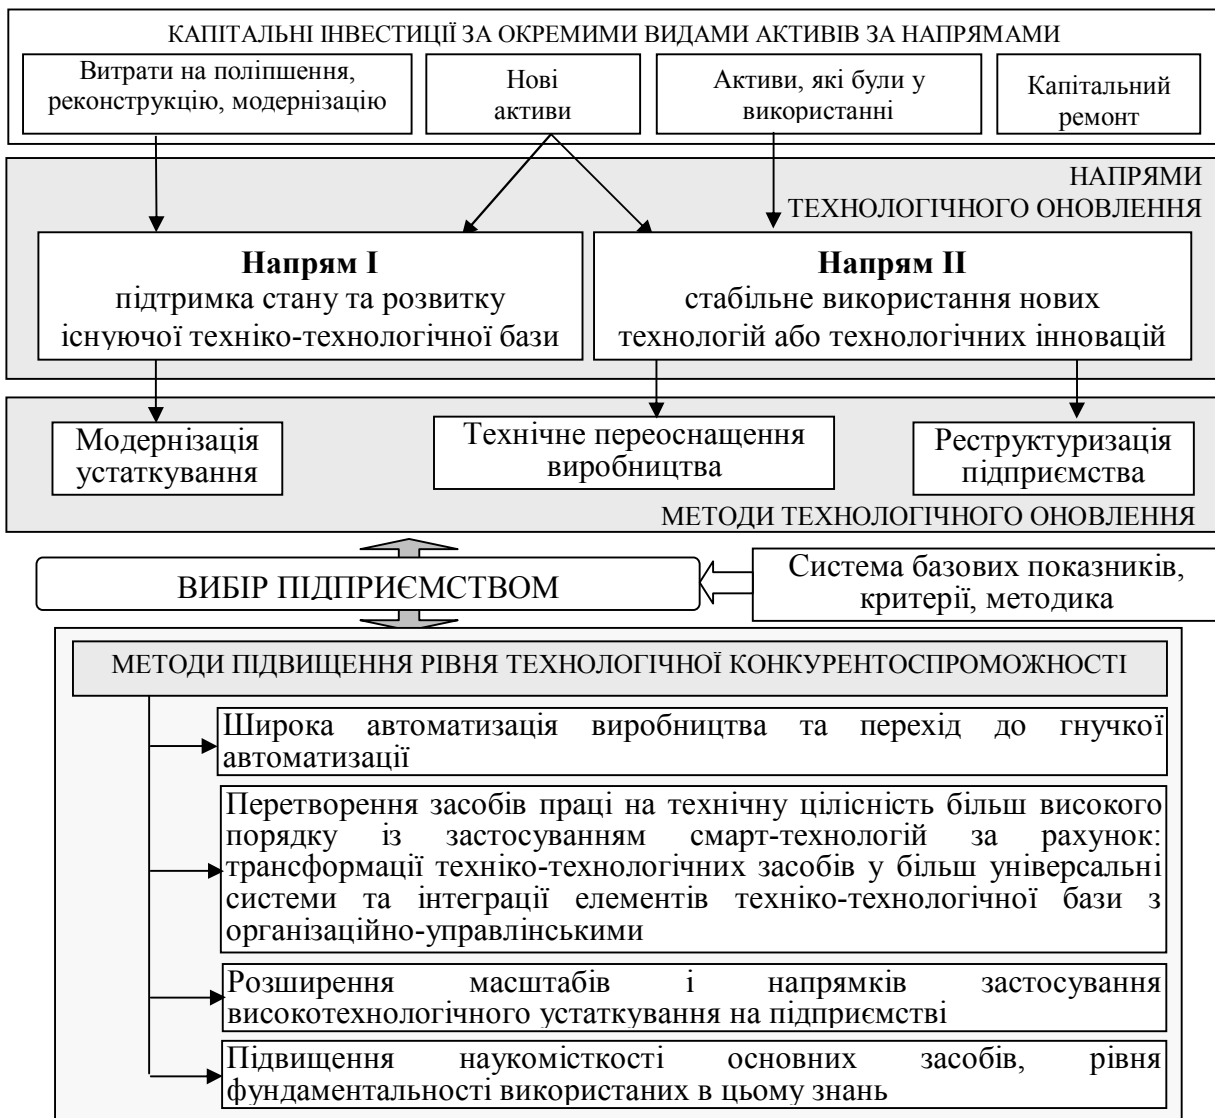 КАПІТАЛЬНІ ІНВЕСТИЦІЇ ЗА ОКРЕМИМИ ВИДАМИ АКТИВІВ ЗА НАПРЯМАМИ
Витрати на поліпшення,
реконструкцію, модернізацію
Нові
активи
Активи, які були у
використанні
Капітальний
ремонт
НАПРЯМИ
ТЕХНОЛОГІЧНОГО ОНОВЛЕННЯ
Напрям І
підтримка стану та розвитку
існуючої техніко-технологічної бази
Напрям ІІ
стабільне використання нових
технологій або технологічних інновацій
Модернізація
устаткування
Технічне переоснащення
виробництва
Реструктуризація
підприємства
МЕТОДИ ТЕХНОЛОГІЧНОГО ОНОВЛЕННЯ
ВИБІР ПІДПРИЄМСТВОМ
Система базових показників,
критерії, методика
МЕТОДИ ПІДВИЩЕННЯ РІВНЯ ТЕХНОЛОГІЧНОЇ КОНКУРЕНТОСПРОМОЖНОСТІ
Широка автоматизація виробництва та перехід до гнучкої
автоматизації
Перетворення засобів праці на технічну цілісність більш високого
порядку із застосуванням смарт-технологій за рахунок:
трансформації техніко-технологічних засобів у більш універсальні
системи та інтеграції елементів техніко-технологічної бази з
організаційно-управлінськими
Розширення масштабів і напрямків застосування
високотехнологічного устаткування на підприємстві
Підвищення наукомісткості основних засобів, рівня
фундаментальності використаних в цьому знань